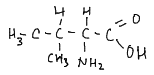 H H O
H₃ - C - C - C - C
CH₃ NH₂ OH